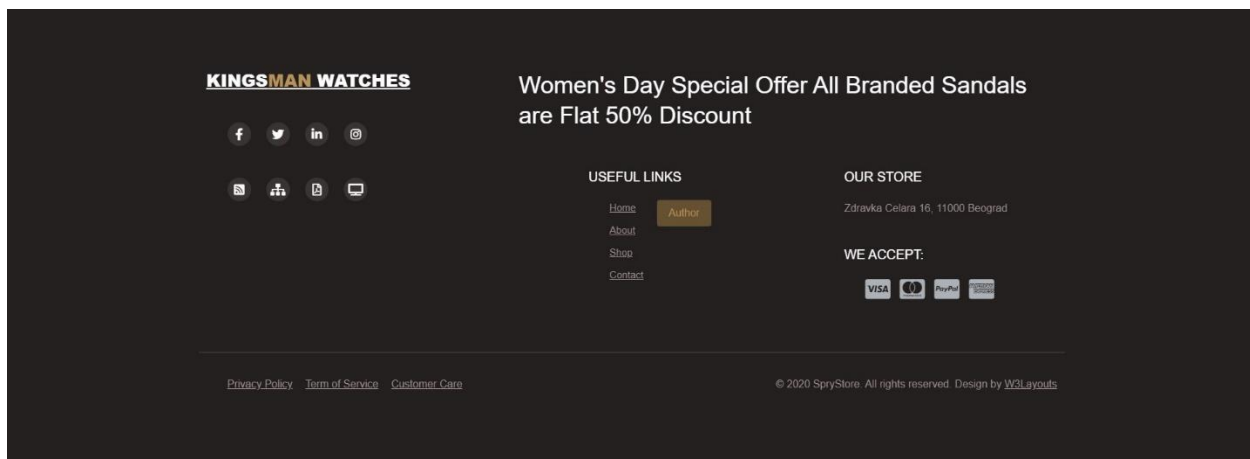 KINGSMAN WATCHES
Women's Day Special Offer All Branded Sandals
are Flat 50% Discount
USEFUL LINKS
Home
Author
About
Shop
Contact
OUR STORE
Zdravka Celara 16, 11000 Beograd
WE ACCEPT:
VISA PayPal
Privacy Policy Term of Service Customer Care
© 2020 SpryStore. All rights reserved. Design by W3Layouts